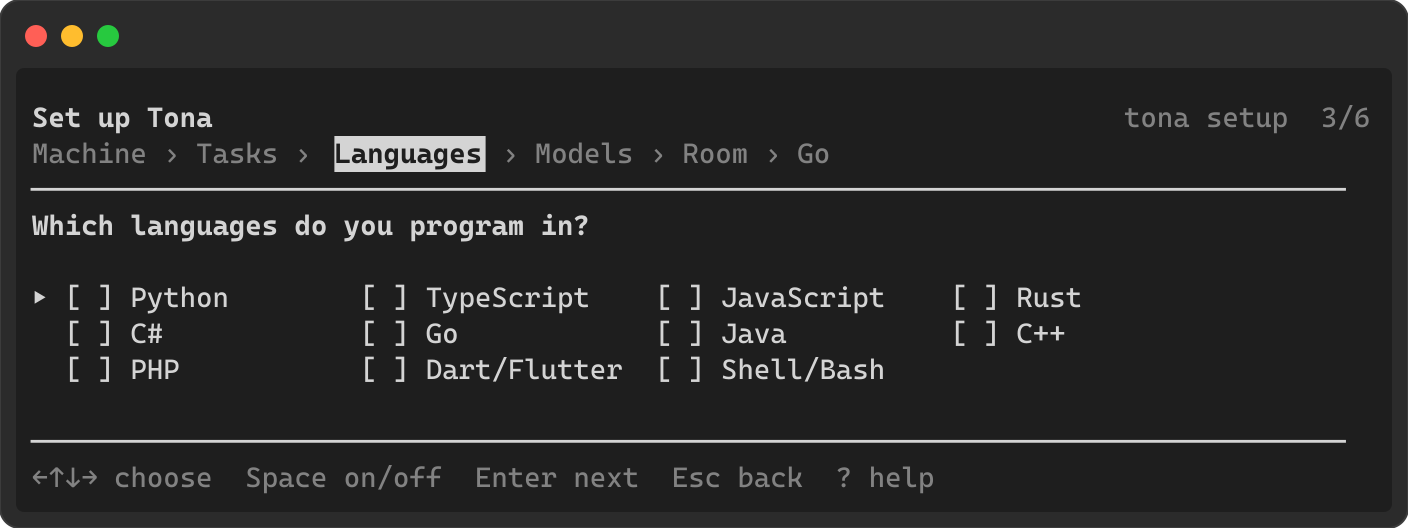 Set up Tona tona setup 3/6
Machine › Tasks › Languages › Models › Room › Go
Which languages do you program in?
▸ [ ] Python [ ] TypeScript [ ] JavaScript [ ] Rust
[ ] C# [ ] Go [ ] Java [ ] C++
[ ] PHP [ ] Dart/Flutter [ ] Shell/Bash
←↑↓→ choose Space on/off Enter next Esc back ? help